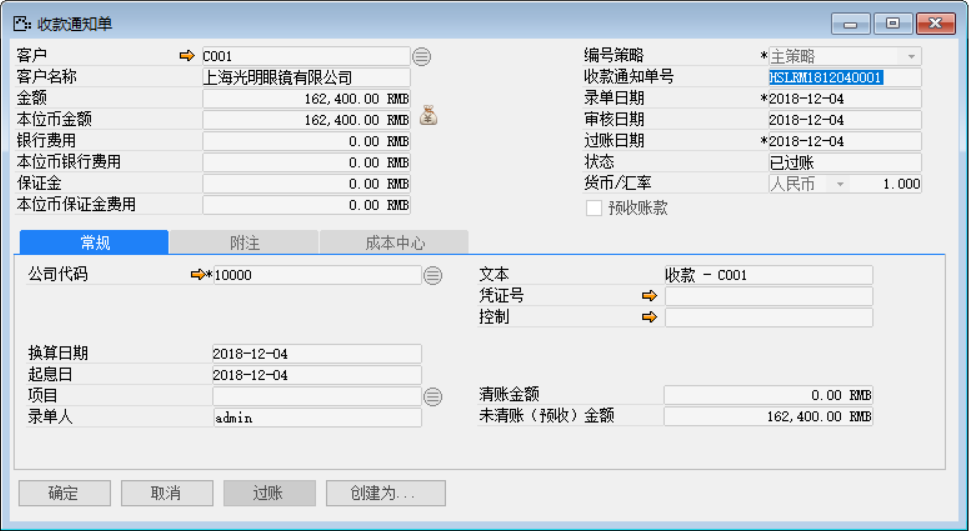 收款通知单
客户 C001
客户名称 上海光明眼镜有限公司
金额 162,400.00 RMB
本位币金额 162,400.00 RMB
银行费用 0.00 RMB
本位币银行费用 0.00 RMB
保证金 0.00 RMB
本位币保证金费用 0.00 RMB
编号策略 *主策略
收款通知单号 HSLRM1812040001
录单日期 *2018-12-04
审核日期 2018-12-04
过账日期 *2018-12-04
状态 已过账
货币/汇率 人民币 1.000
预收账款
常规 附注 成本中心
公司代码 *10000
换算日期 2018-12-04
起息日 2018-12-04
项目
录单人 admin
文本 收款 - C001
凭证号
控制
清账金额 0.00 RMB
未清账（预收）金额 162,400.00 RMB
确定 取消 过账 创建为...